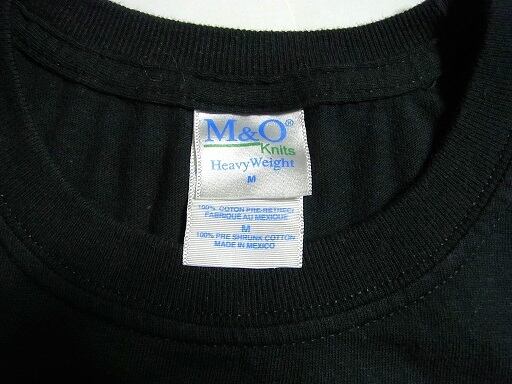 M&O®
Knits
HeavyWeight
M
100% COTON PRE-RETRECI
FABRIQUE AU MEXIQUE
M
100% PRE SHRUNK COTTON
MADE IN MEXICO